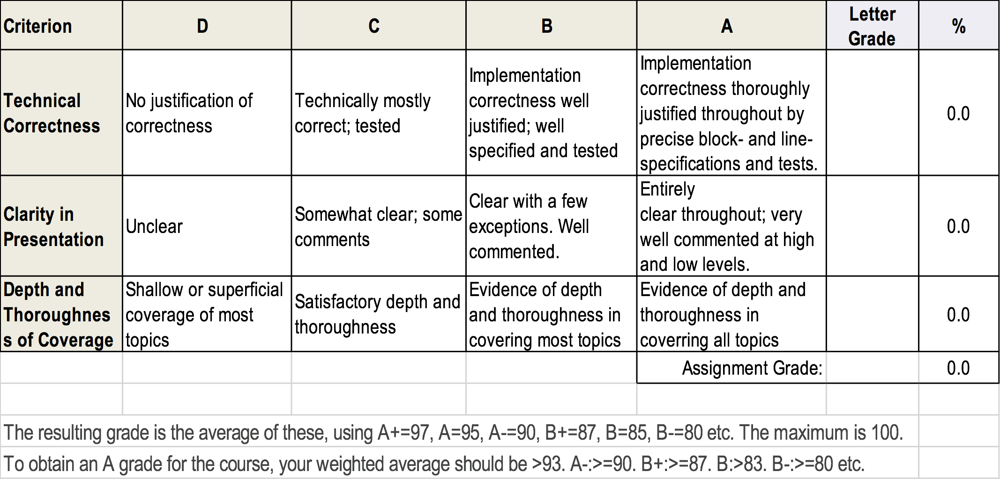 Criterion
D
C
B
A
Letter
Grade
%
Technical
Correctness
No justification of
correctness
Technically mostly
correct; tested
Implementation
correctness well
justified; well
specified and tested
Implementation
correctness thoroughly
justified throughout by
precise block- and line-
specifications and tests.
0.0
Clarity in
Presentation
Unclear
Somewhat clear; some
comments
Clear with a few
exceptions. Well
commented.
Entirely
clear throughout; very
well commented at high
and low levels.
0.0
Depth and
Thoroughnes
s of Coverage
Shallow or superficial
coverage of most
topics
Satisfactory depth and
thoroughness
Evidence of depth
and thoroughness in
covering most topics
Evidence of depth and
thoroughness in
coverring all topics
0.0
Assignment Grade:
0.0
The resulting grade is the average of these, using A+=97, A=95, A-=90, B+=87, B=85, B-=80 etc. The maximum is 100.
To obtain an A grade for the course, your weighted average should be >93. A-:>=90. B+:>=87. B:>83. B-:>=80 etc.